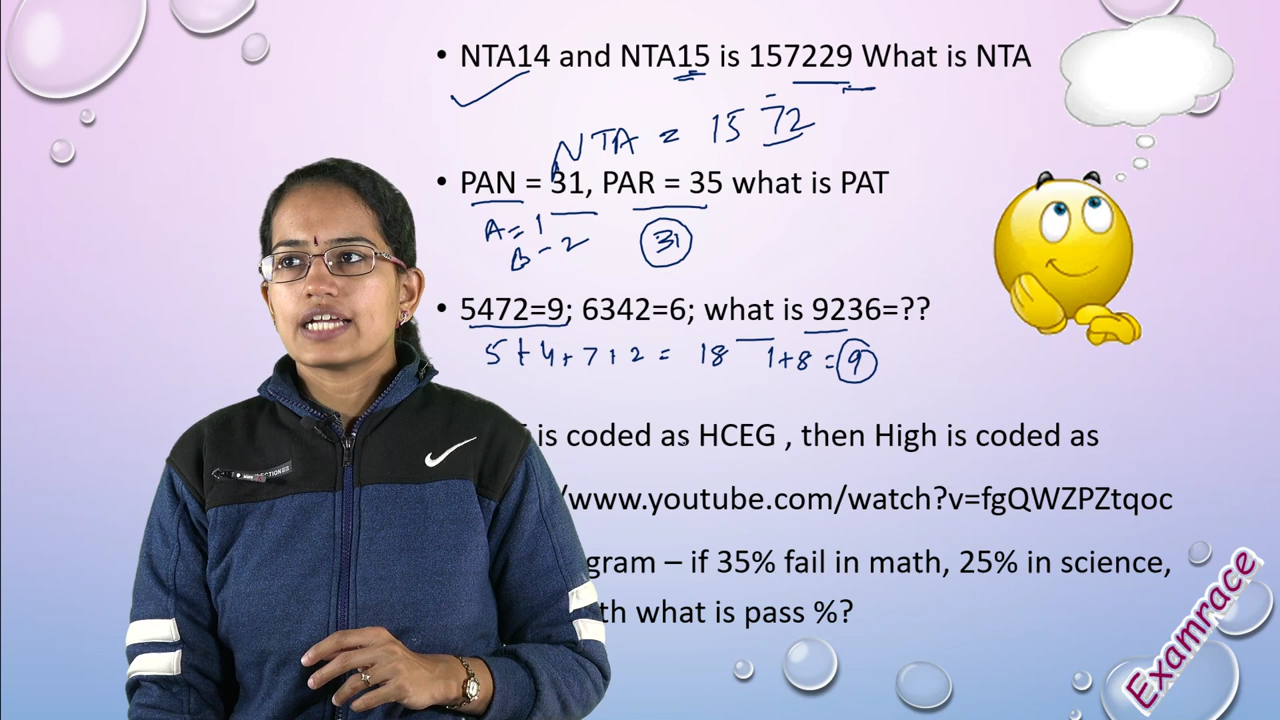 • NTA14 and NTA15 is 157229 What is NTA
NTA = 15 72
• PAN = 31, PAR = 35 what is PAT
A = 1
B - 2
31
• 5472=9; 6342=6; what is 9236=??
5 + 4 + 7 + 2 = 18 1+8 = 9
is coded as HCEG , then High is coded as
/www.youtube.com/watch?v=fgQWZPZtqoc
gram – if 35% fail in math, 25% in science,
th what is pass %?
Examrace